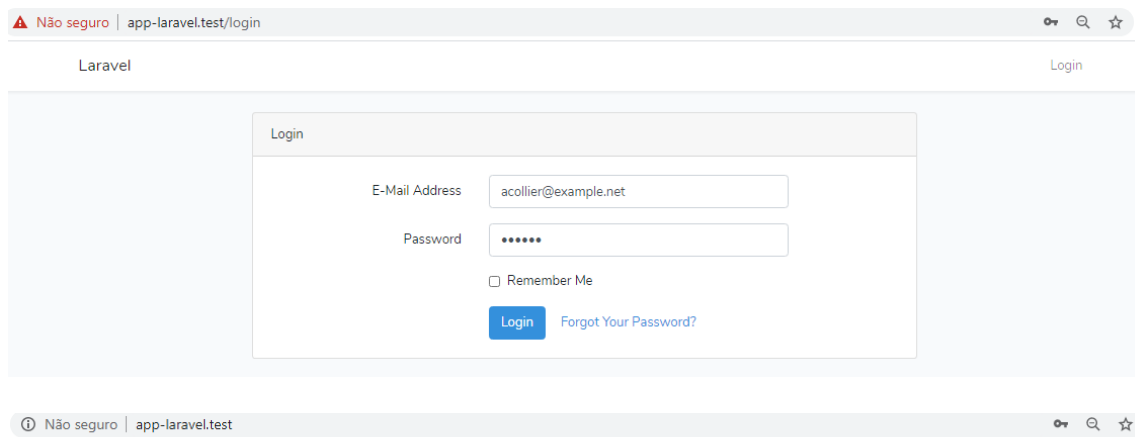 Não seguro | app-laravel.test/login
Laravel Login
Login
E-Mail Address acollier@example.net
Password ••••••
Remember Me
Login Forgot Your Password?
Não seguro | app-laravel.test